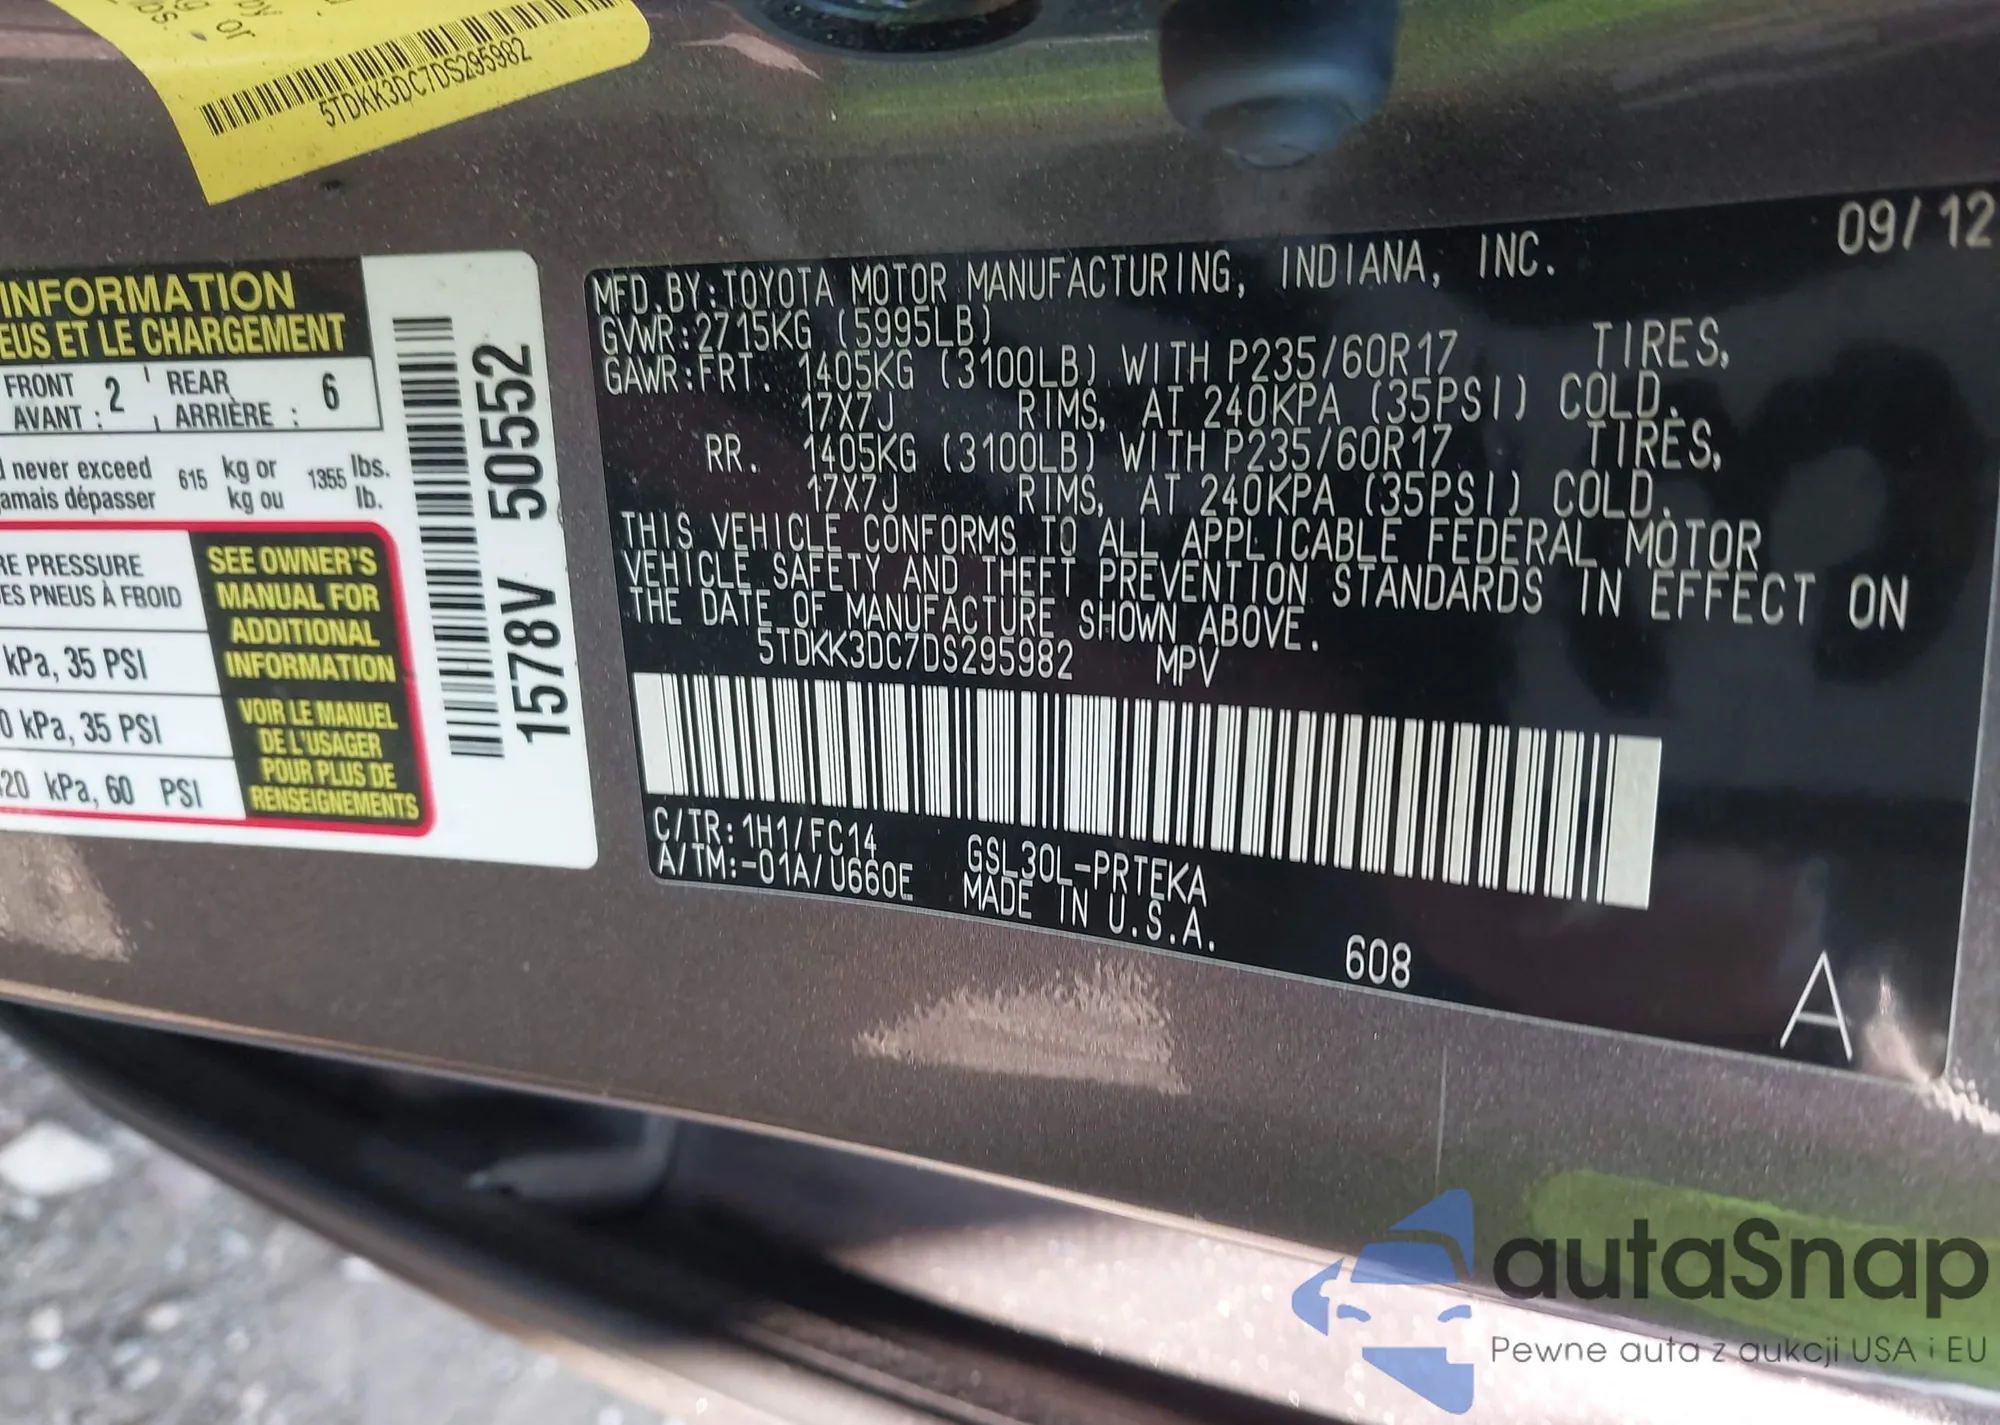 by
kg or
5TDKK3DC7DS295982
INFORMATION
EUS ET LE CHARGEMENT
FRONT
AVANT : 2
REAR
ARRIÈRE : 6
never exceed 615 kg or 1355 lbs.
jamais dépasser kg ou lb.
RE PRESSURE
ES PNEUS À FROID
kPa, 35 PSI
0 kPa, 35 PSI
20 kPa, 60 PSI
SEE OWNER'S
MANUAL FOR
ADDITIONAL
INFORMATION
VOIR LE MANUEL
DE L'USAGER
POUR PLUS DE
RENSEIGNEMENTS
1578V 50552
09/12
MFD.BY:TOYOTA MOTOR MANUFACTURING, INDIANA, INC.
GVWR:2715KG (5995LB)
GAWR:FRT. 1405KG (3100LB) WITH P235/60R17 TIRES,
17X7J RIMS, AT 240KPA (35PSI) COLD.
RR. 1405KG (3100LB) WITH P235/60R17 TIRES,
17X7J RIMS, AT 240KPA (35PSI) COLD.
THIS VEHICLE CONFORMS TO ALL APPLICABLE FEDERAL MOTOR
VEHICLE SAFETY AND THEFT PREVENTION STANDARDS IN EFFECT ON
THE DATE OF MANUFACTURE SHOWN ABOVE.
5TDKK3DC7DS295982 MPV
C/TR:1H1/FC14
A/TM:-01A/U660E
GSL30L-PRTEKA
MADE IN U.S.A.
608
A
autaSnap
Pewne auta z aukcji USA i EU